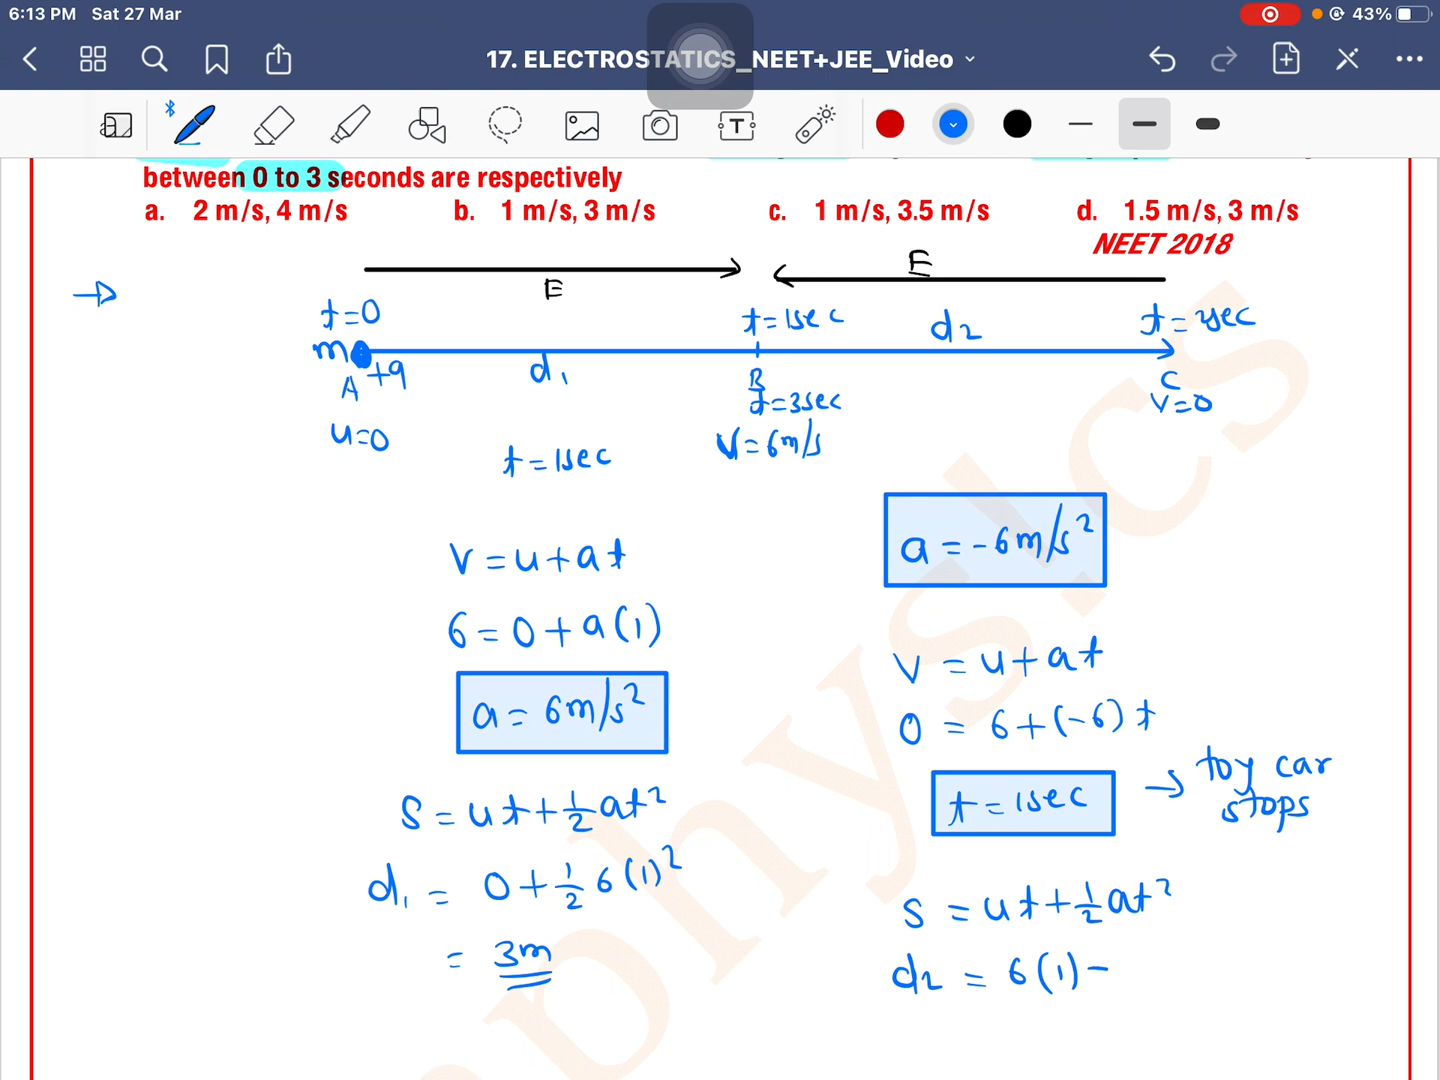 6:13 PM Sat 27 Mar
43%
17. ELECTROSTATICS_NEET+JEE_Video
T
between 0 to 3 seconds are respectively
a. 2 m/s, 4 m/s b. 1 m/s, 3 m/s c. 1 m/s, 3.5 m/s d. 1.5 m/s, 3 m/s
NEET 2018
E
E
t=0
t=1sec
d2
t=2sec
m
+q
A
d1
B
C
t=3sec
V=0
u=0
V=6m/s
t=1sec
a=-6m/s²
V=u+at
6=0+a(1)
V=u+at
a=6m/s²
0=6+(-6)t
t=1sec → toy car
stops
S=ut+½at²
d1=0+½6(1)²
S=ut+½at²
=3m
d2=6(1)-
physics